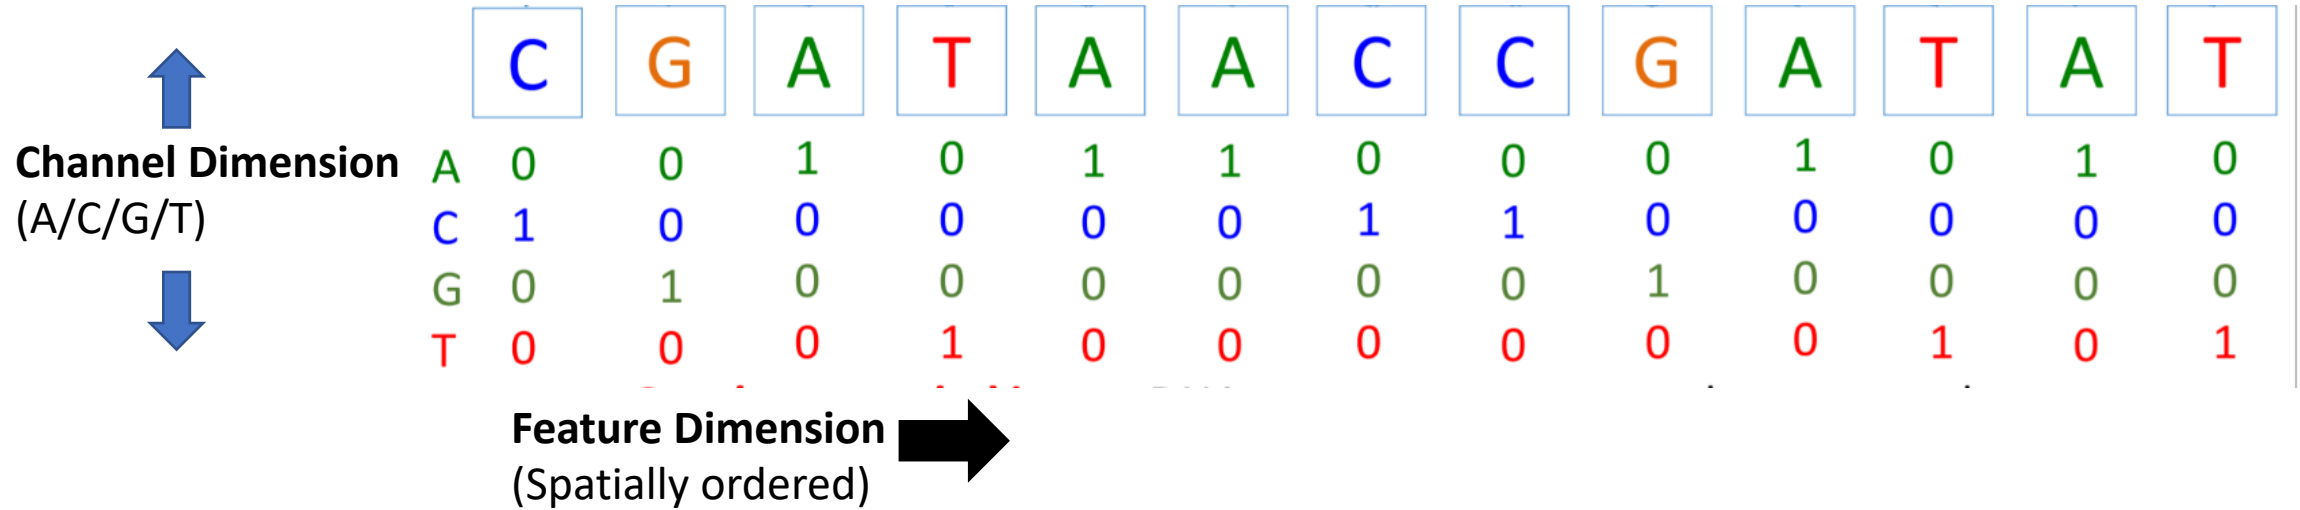 C G A T A A C C G A T A T
Channel Dimension
(A/C/G/T)
A 0 0 1 0 1 1 0 0 0 1 0 1 0
C 1 0 0 0 0 0 1 1 0 0 0 0 0
G 0 1 0 0 0 0 0 0 1 0 0 0 0
T 0 0 0 1 0 0 0 0 0 0 1 0 1
Feature Dimension
(Spatially ordered)